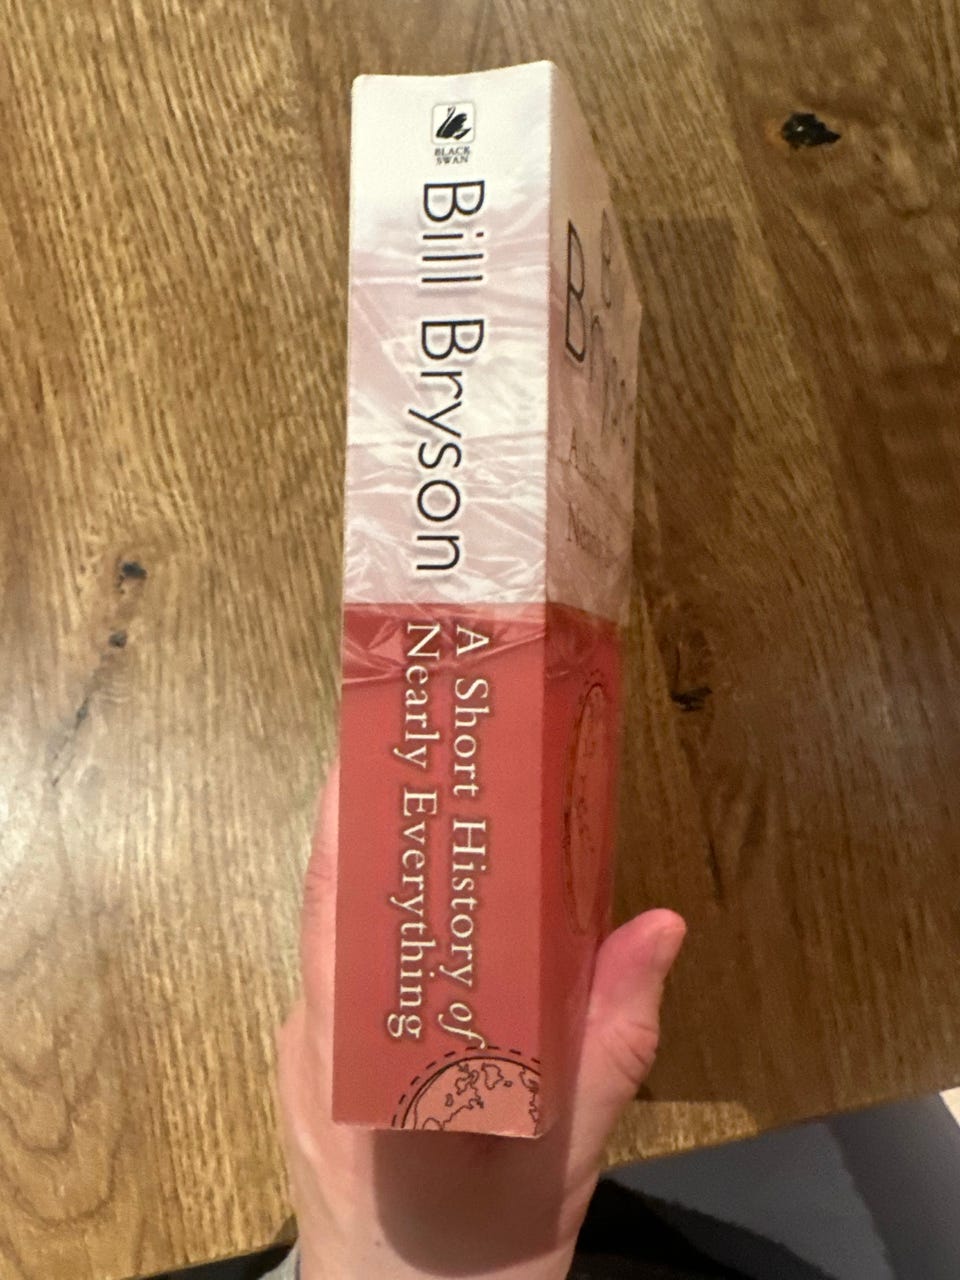 BLACK
SWAN
Bill Bryson
A Short History of
Nearly Everything